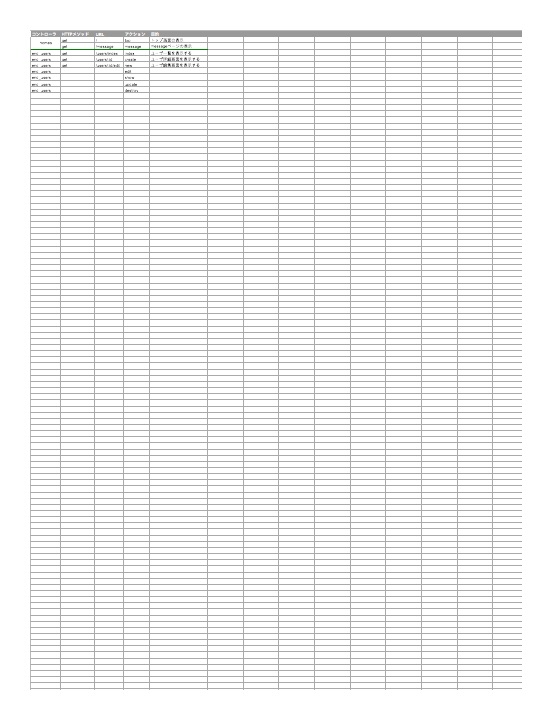 コントローラ HTTPメソッド URL アクション 説明
homes get / top トップ画面の表示
get /message message messageページの表示
end_users get /users/index index ユーザ一覧を表示する
end_users get /users/:id create ユーザ詳細画面を表示する
end_users get /users/:id/edit new ユーザ編集画面を表示する
end_users edit
end_users show
end_users update
end_users destroy